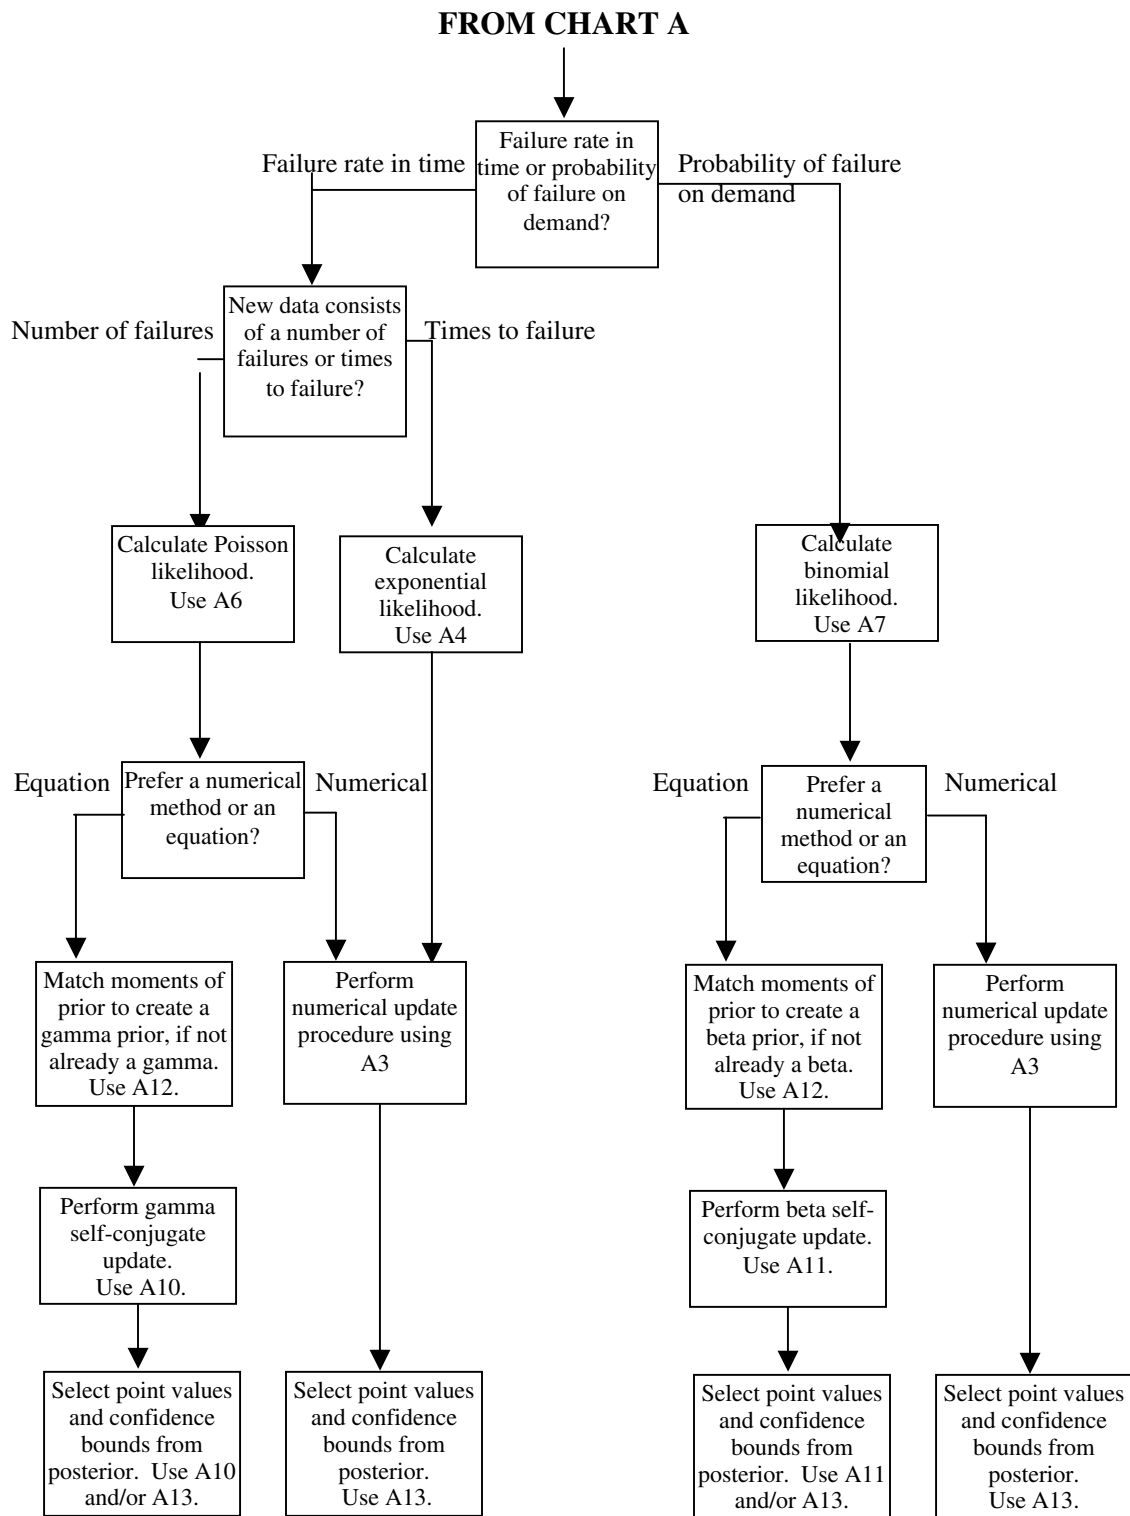 FROM CHART A
Failure rate in
time or probability
of failure on
demand?
Failure rate in time
Probability of failure
on demand
New data consists
of a number of
failures or times
to failure?
Number of failures
Times to failure
Calculate Poisson
likelihood.
Use A6
Calculate
exponential
likelihood.
Use A4
Calculate
binomial
likelihood.
Use A7
Equation
Prefer a numerical
method or an
equation?
Numerical
Equation
Prefer a
numerical
method or an
equation?
Numerical
Match moments of
prior to create a
gamma prior, if not
already a gamma.
Use A12.
Perform
numerical update
procedure using
A3
Match moments of
prior to create a
beta prior, if not
already a beta.
Use A12.
Perform
numerical update
procedure using
A3
Perform gamma
self-conjugate
update.
Use A10.
Perform beta self-
conjugate update.
Use A11.
Select point values
and confidence
bounds from
posterior. Use A10
and/or A13.
Select point values
and confidence
bounds from
posterior.
Use A13.
Select point values
and confidence
bounds from
posterior. Use A11
and/or A13.
Select point values
and confidence
bounds from
posterior.
Use A13.